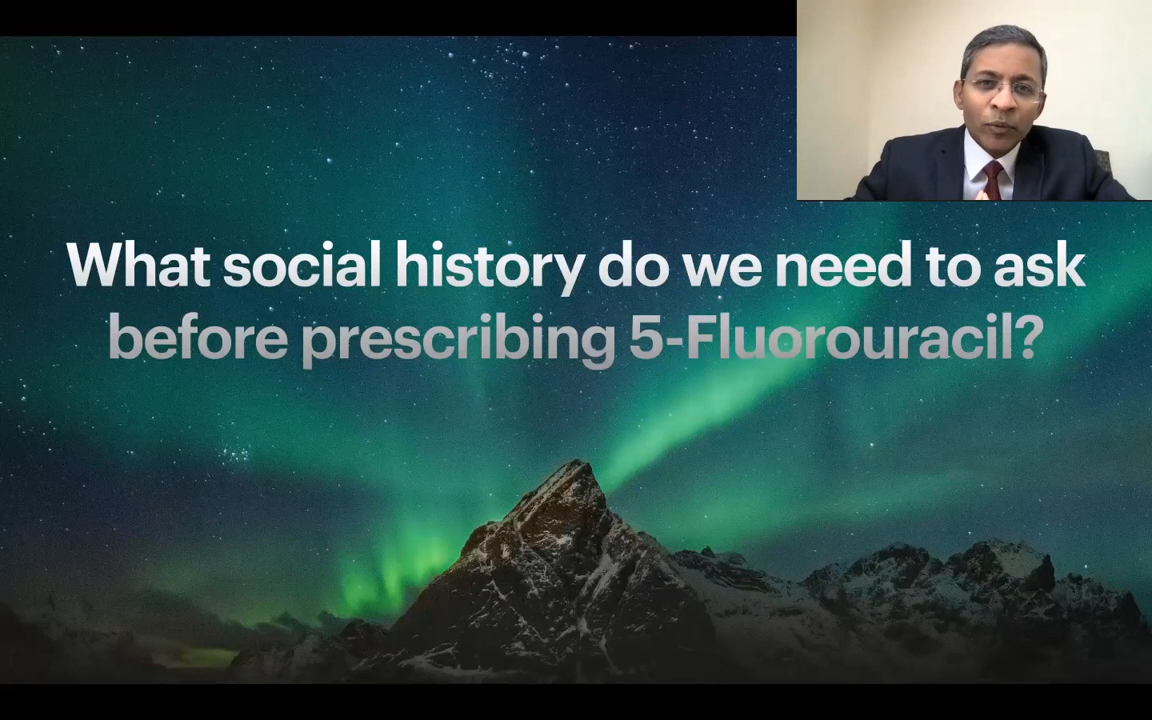 What social history do we need to ask
before prescribing 5-Fluorouracil?